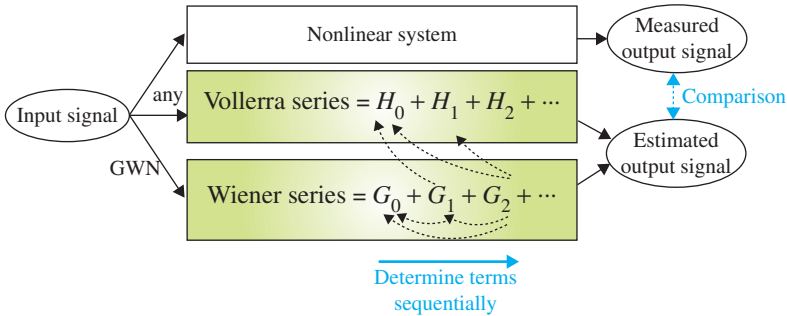 Nonlinear system
Measured
output signal
Input signal
any
Vollerra series = H₀ + H₁ + H₂ + ···
Comparison
GWN
Wiener series = G₀ + G₁ + G₂ + ···
Estimated
output signal
Determine terms
sequentially